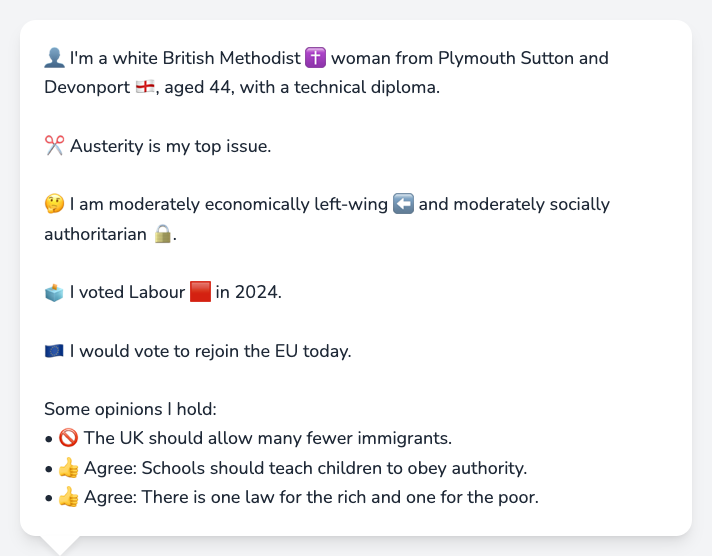 👤 I'm a white British Methodist ✝️ woman from Plymouth Sutton and
Devonport 🏴󠁧󠁢󠁥󠁮󠁧󠁿, aged 44, with a technical diploma.
✂️ Austerity is my top issue.
🤔 I am moderately economically left-wing ⬅️ and moderately socially
authoritarian 🔒.
🗳️ I voted Labour 🟥 in 2024.
🇪🇺 I would vote to rejoin the EU today.
Some opinions I hold:
• 🚫 The UK should allow many fewer immigrants.
• 👍 Agree: Schools should teach children to obey authority.
• 👍 Agree: There is one law for the rich and one for the poor.